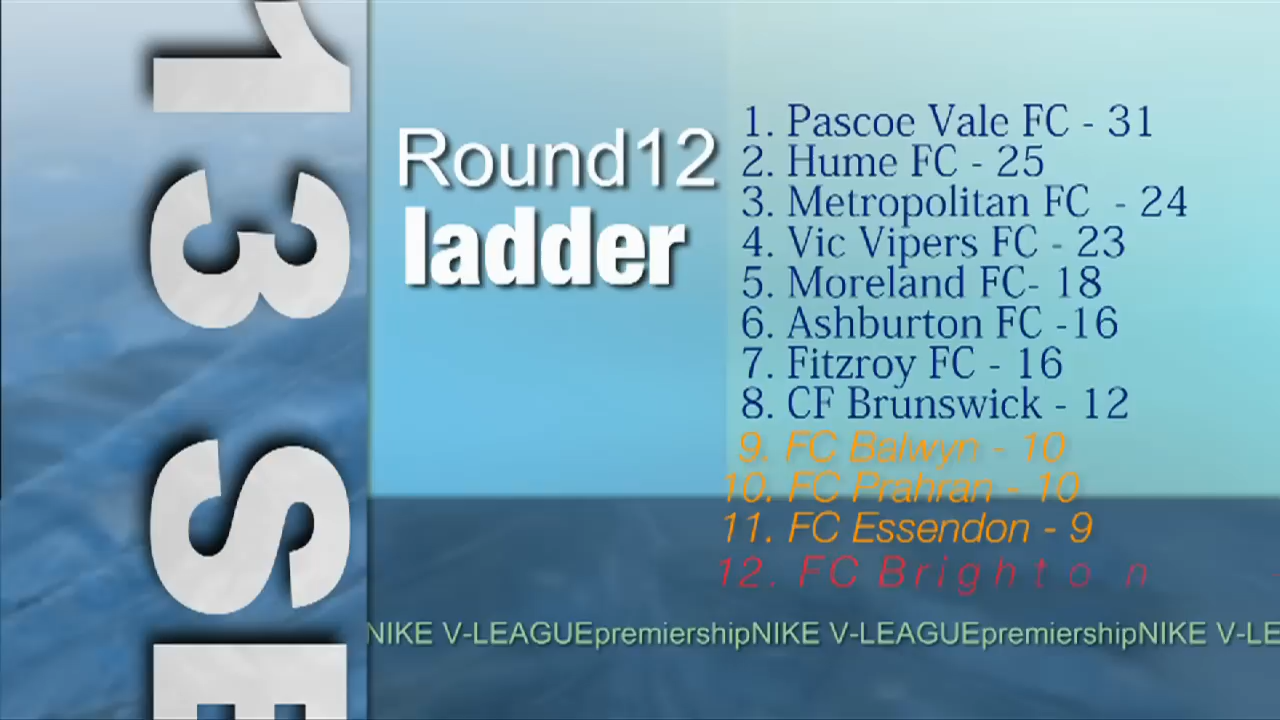 13 SE
Round12
ladder
1. Pascoe Vale FC - 31
2. Hume FC - 25
3. Metropolitan FC - 24
4. Vic Vipers FC - 23
5. Moreland FC- 18
6. Ashburton FC -16
7. Fitzroy FC - 16
8. CF Brunswick - 12
9. FC Balwyn - 10
10. FC Prahran - 10
11. FC Essendon - 9
12. FC Brighton
NIKE V-LEAGUEpremiershipNIKE V-LEAGUEpremiershipNIKE V-LE